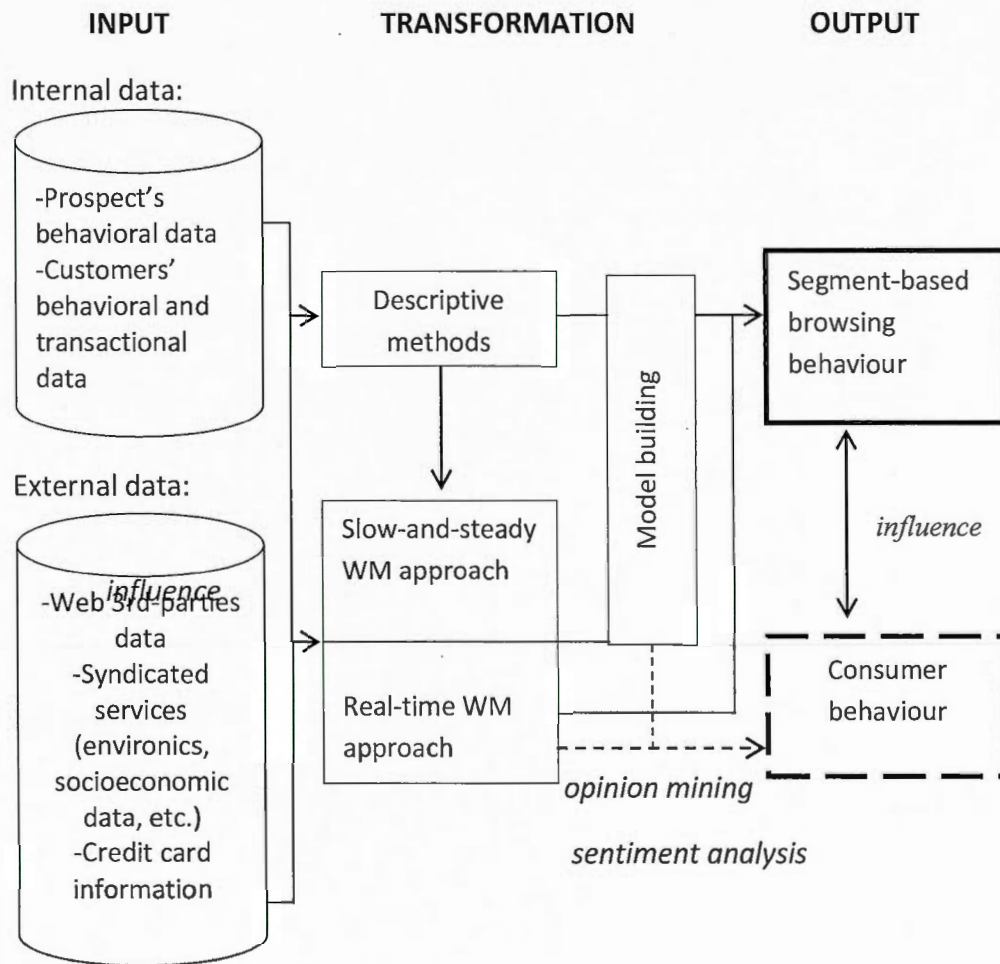 INPUT
TRANSFORMATION
OUTPUT
Internal data:
-Prospect's
behavioral data
-Customers'
behavioral and
transactional
data
External data:
influence
-Web 3rd-parties
data
-Syndicated
services
(environics,
socioeconomic
data, etc.)
-Credit card
information
Descriptive
methods
Slow-and-steady
WM approach
Real-time WM
approach
Model building
opinion mining
sentiment analysis
Segment-based
browsing
behaviour
influence
Consumer
behaviour